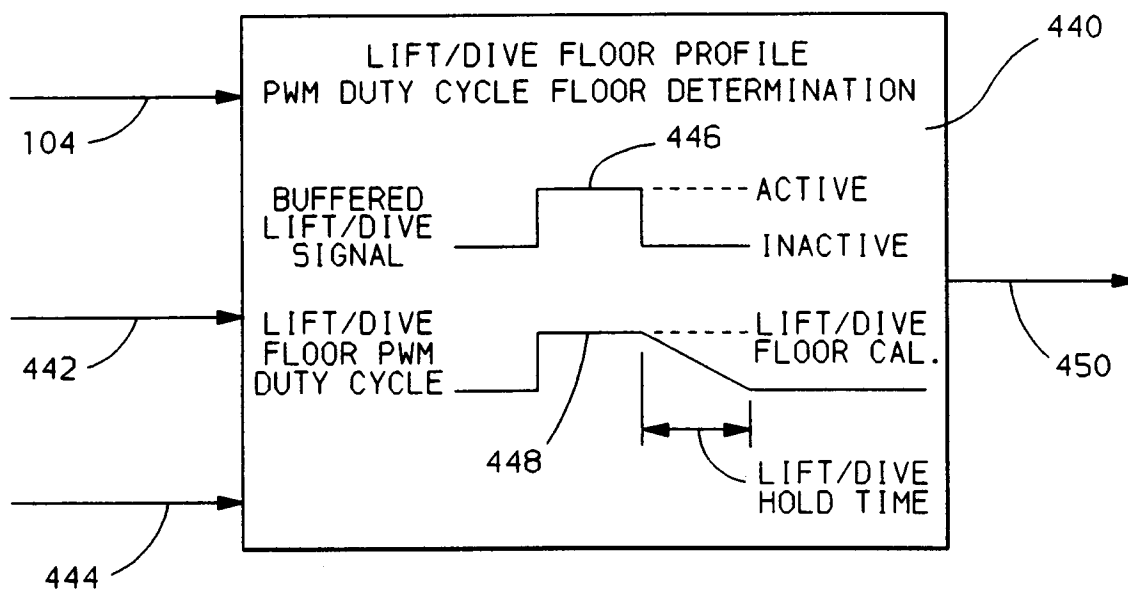 440
LIFT/DIVE FLOOR PROFILE
PWM DUTY CYCLE FLOOR DETERMINATION
104
446
BUFFERED
LIFT/DIVE
SIGNAL
ACTIVE
INACTIVE
442
LIFT/DIVE
FLOOR PWM
DUTY CYCLE
LIFT/DIVE
FLOOR CAL.
450
448
LIFT/DIVE
HOLD TIME
444